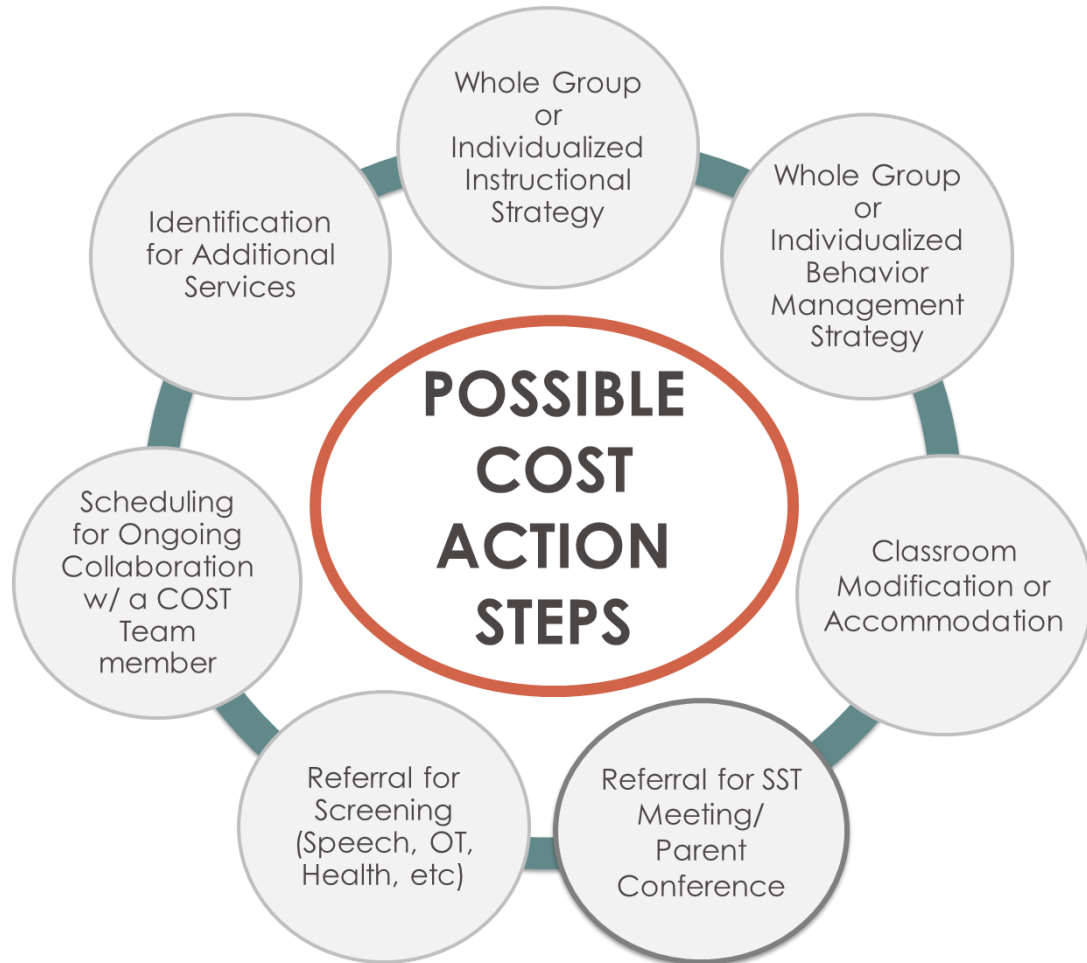 Whole Group
or
Individualized
Instructional
Strategy
Whole Group
or
Individualized
Behavior
Management
Strategy
Classroom
Modification or
Accommodation
Referral for SST
Meeting/
Parent
Conference
Referral for
Screening
(Speech, OT,
Health, etc)
Scheduling
for Ongoing
Collaboration
w/ a COST
Team
member
Identification
for Additional
Services
POSSIBLE
COST
ACTION
STEPS